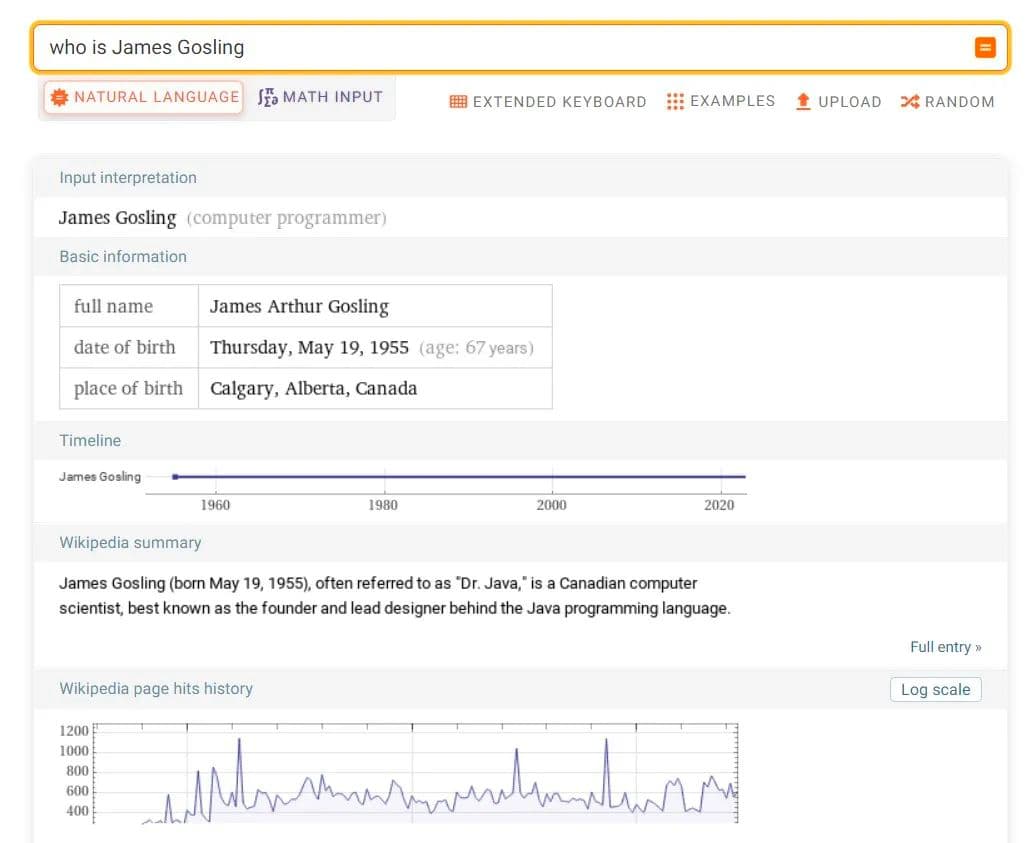 who is James Gosling
NATURAL LANGUAGE
MATH INPUT
EXTENDED KEYBOARD
EXAMPLES
UPLOAD
RANDOM
Input interpretation
James Gosling (computer programmer)
Basic information
full name James Arthur Gosling
date of birth Thursday, May 19, 1955 (age: 67 years)
place of birth Calgary, Alberta, Canada
Timeline
James Gosling
1960 1980 2000 2020
Wikipedia summary
James Gosling (born May 19, 1955), often referred to as "Dr. Java," is a Canadian computer
scientist, best known as the founder and lead designer behind the Java programming language.
Full entry »
Wikipedia page hits history
Log scale
1200
1000
800
600
400